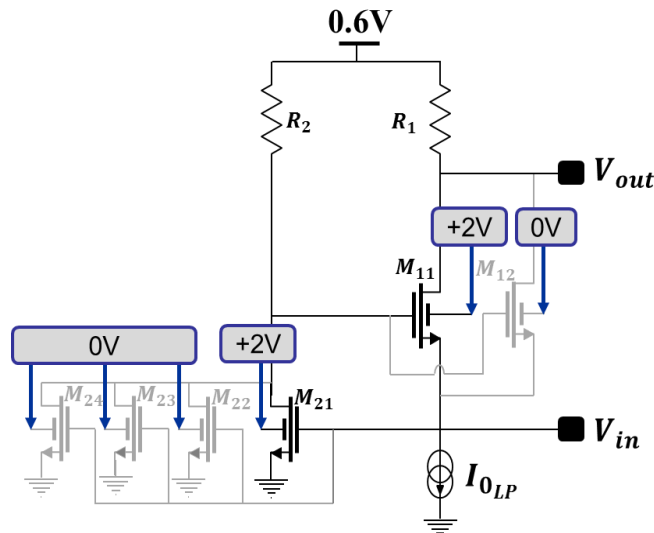 0.6V
R2 R1
Vout
+2V 0V
M11 M12
0V +2V
M24 M23 M22 M21
Vin
I0LP